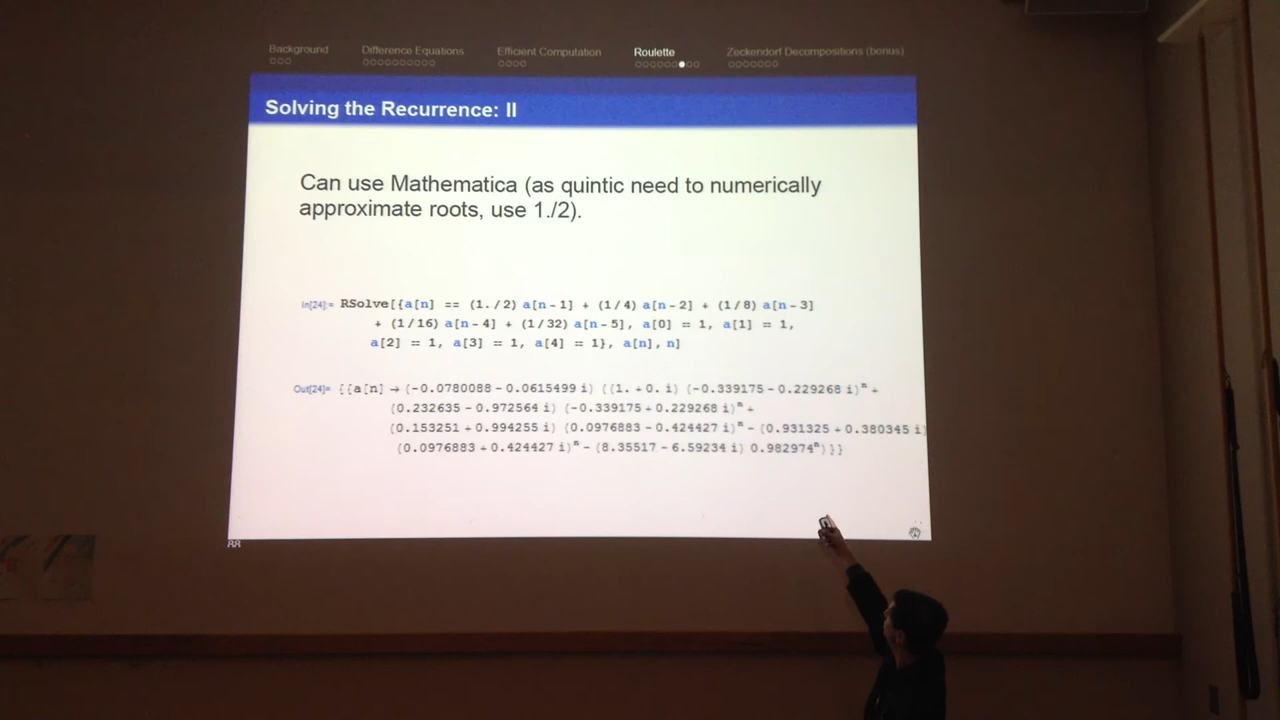 Background
Difference Equations
Efficient Computation
Roulette
Zeckendorf Decompositions (bonus)
Solving the Recurrence: II
Can use Mathematica (as quintic need to numerically
approximate roots, use 1./2).
In[24]:= RSolve[{a[n] == (1. / 2) a[n - 1] + (1 / 4) a[n - 2] + (1 / 8) a[n - 3]
+ (1 / 16) a[n - 4] + (1 / 32) a[n - 5], a[0] = 1, a[1] = 1,
a[2] = 1, a[3] = 1, a[4] = 1}, a[n], n]
Out[24]= {{a[n] → (-0.0780088 - 0.0615499 i) ((1. + 0. i) (-0.339175 - 0.229268 i)ⁿ +
(0.232635 - 0.972564 i) (-0.339175 + 0.229268 i)ⁿ +
(0.153251 + 0.994255 i) (0.0976883 - 0.424427 i)ⁿ - (0.931325 + 0.380345 i)
(0.0976883 + 0.424427 i)ⁿ - (8.35517 - 6.59234 i) 0.982974ⁿ)}}
88